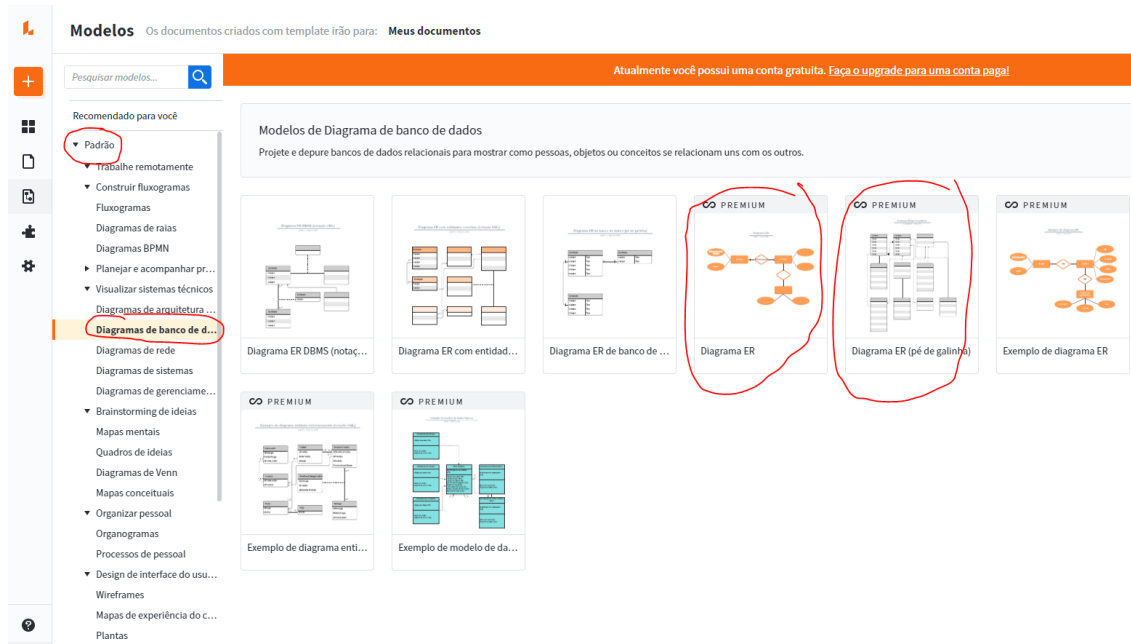 Modelos Os documentos criados com template irão para: Meus documentos
Pesquisar modelos...
Atualmente você possui uma conta gratuita. Faça o upgrade para uma conta paga!
Recomendado para você
Padrão
Trabalhe remotamente
Construir fluxogramas
Fluxogramas
Diagramas de raias
Diagramas BPMN
Planejar e acompanhar pr...
Visualizar sistemas técnicos
Diagramas de arquitetura ...
Diagramas de banco de d...
Diagramas de rede
Diagramas de sistemas
Diagramas de gerenciame...
Brainstorming de ideias
Mapas mentais
Quadros de ideias
Diagramas de Venn
Mapas conceituais
Organizar pessoal
Organogramas
Processos de pessoal
Design de interface do usu...
Wireframes
Mapas de experiência do c...
Plantas
Modelos de Diagrama de banco de dados
Projete e depure bancos de dados relacionais para mostrar como pessoas, objetos ou conceitos se relacionam uns com os outros.
PREMIUM
PREMIUM
PREMIUM
Diagrama ER DBMS (notaç...
Diagrama ER com entidad...
Diagrama ER de banco de ...
Diagrama ER
Diagrama ER (pé de galinha)
Exemplo de diagrama ER
PREMIUM
PREMIUM
Exemplo de diagrama enti...
Exemplo de modelo de da...